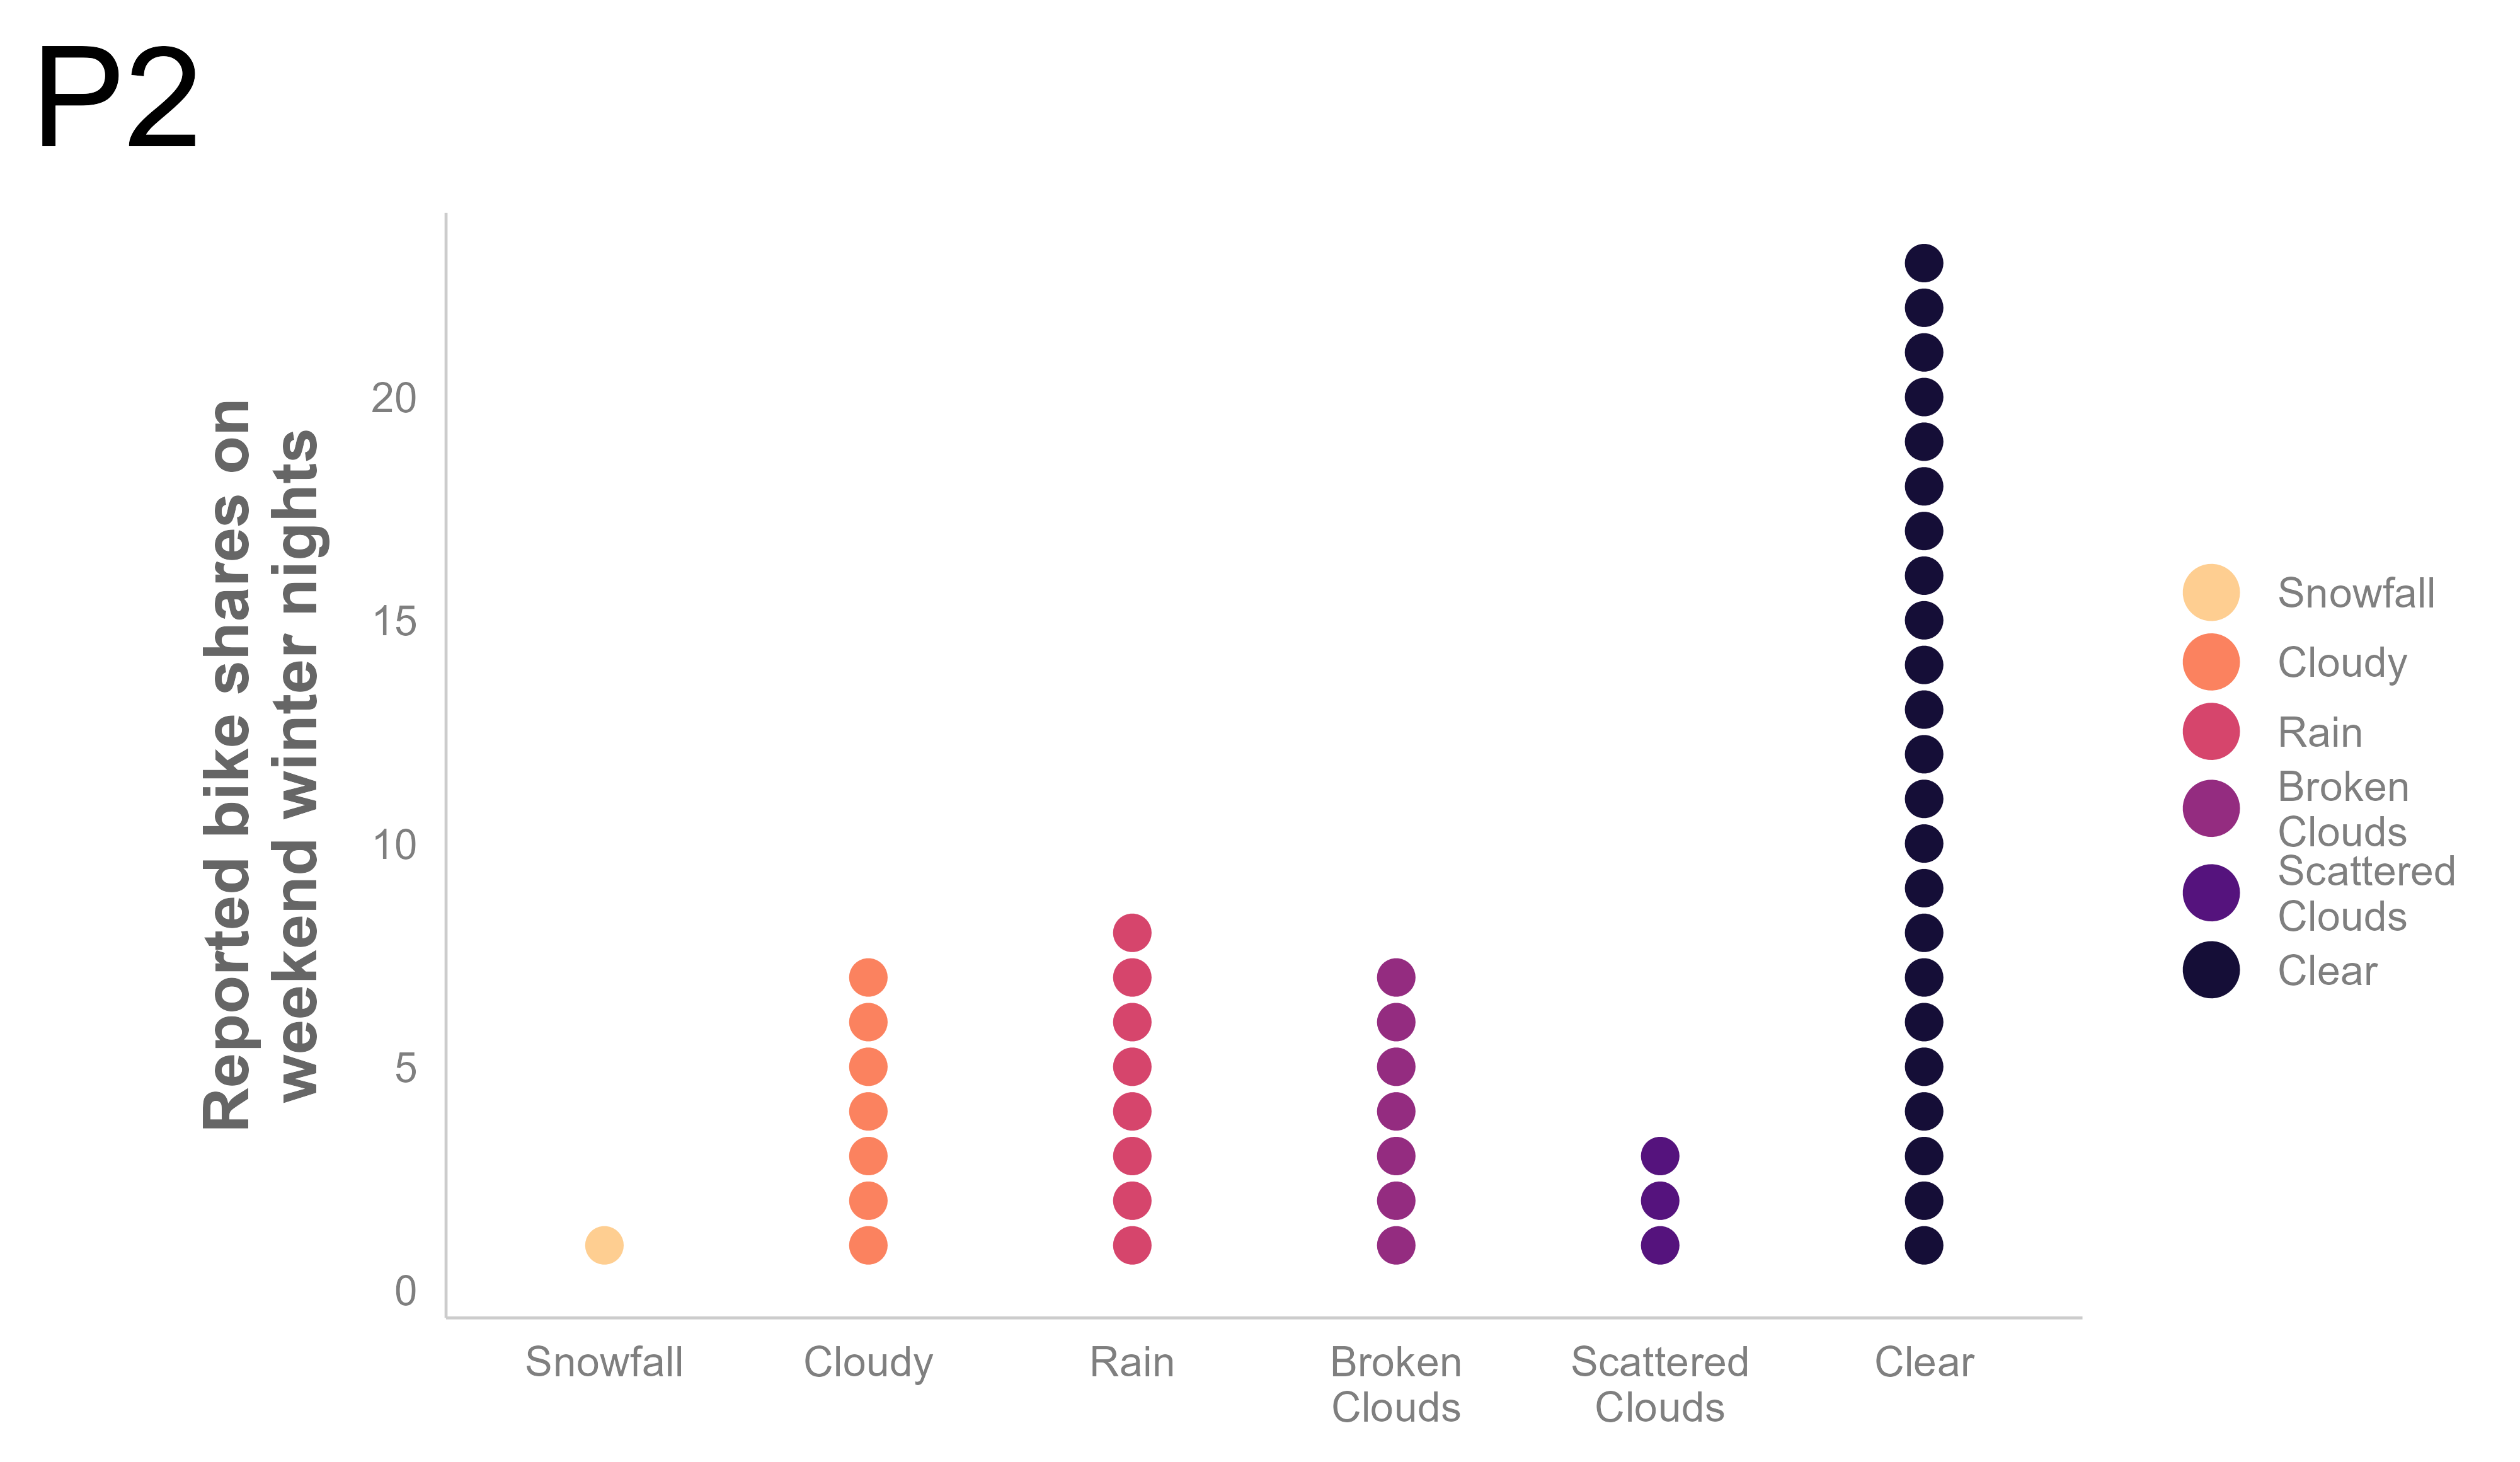 P2
Reported bike shares on
weekend winter nights
20
15
10
5
0
Snowfall
Cloudy
Rain
Broken
Clouds
Scattered
Clouds
Clear
Snowfall
Cloudy
Rain
Broken
Clouds
Scattered
Clouds
Clear